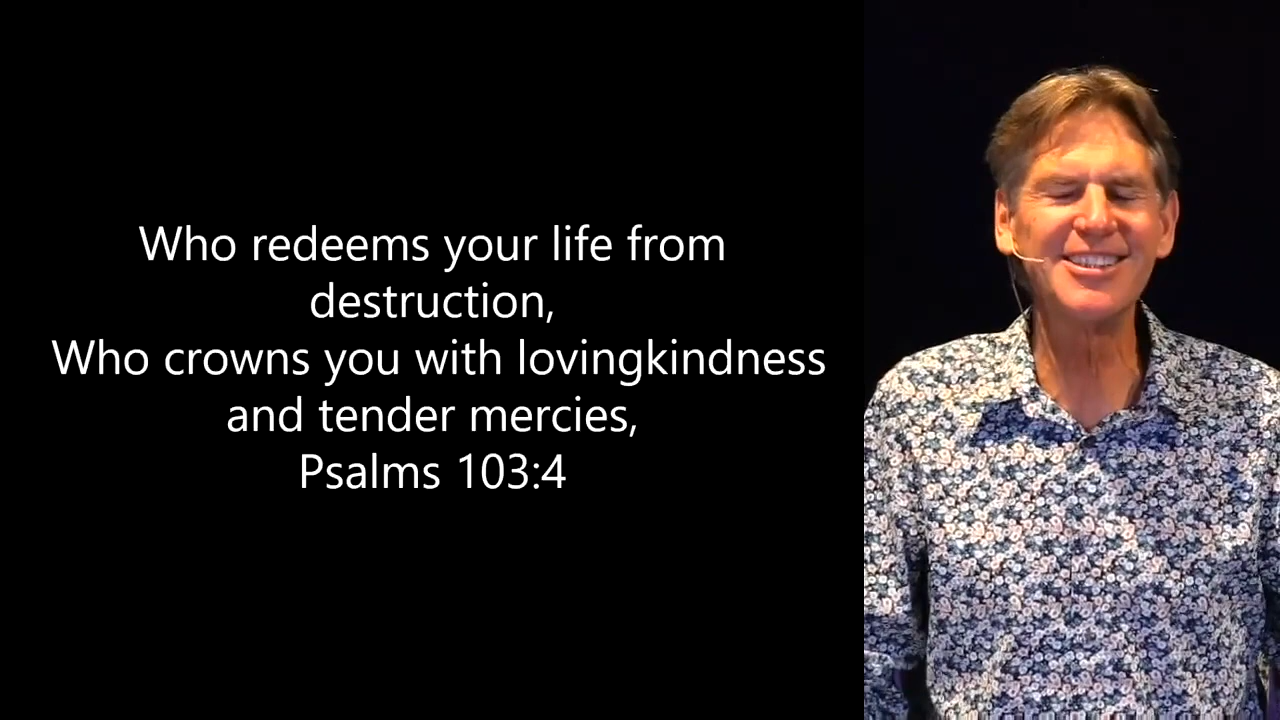 Who redeems your life from
destruction,
Who crowns you with lovingkindness
and tender mercies,
Psalms 103:4